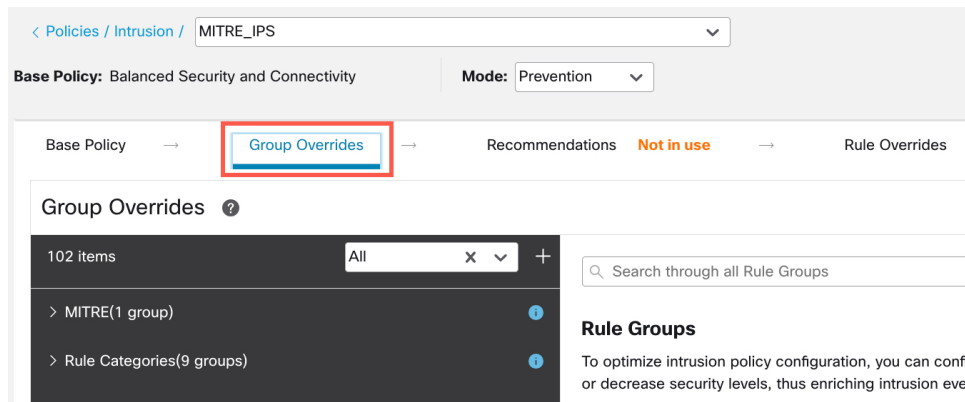 < Policies / Intrusion / MITRE_IPS
Base Policy: Balanced Security and Connectivity Mode: Prevention
Base Policy → Group Overrides → Recommendations Not in use → Rule Overrides
Group Overrides ?
102 items All X +
Search through all Rule Groups
> MITRE(1 group) i
Rule Groups
> Rule Categories(9 groups) i
To optimize intrusion policy configuration, you can
or decrease security levels, thus enriching intrusion